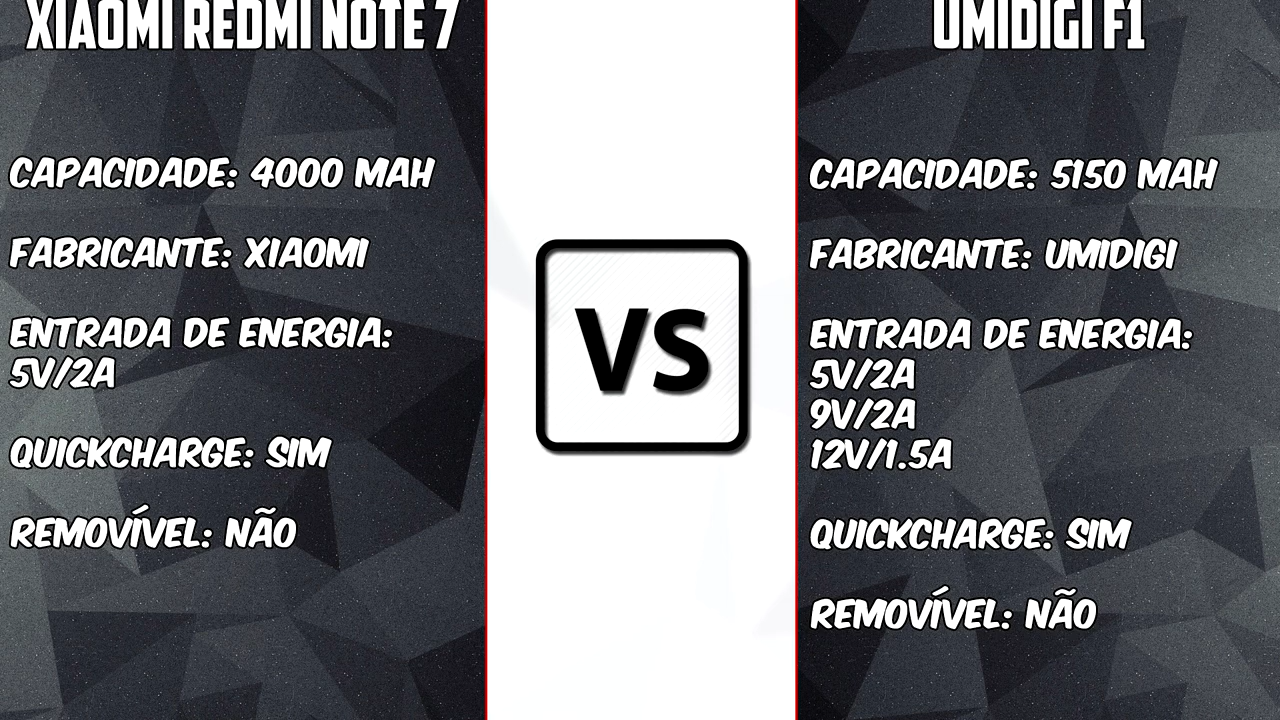 XIAOMI REDMI NOTE 7
CAPACIDADE: 4000 MAH
FABRICANTE: XIAOMI
ENTRADA DE ENERGIA:
5V/2A
QUICKCHARGE: SIM
REMOVÍVEL: NÃO
VS
UMIDIGI F1
CAPACIDADE: 5150 MAH
FABRICANTE: UMIDIGI
ENTRADA DE ENERGIA:
5V/2A
9V/2A
12V/1.5A
QUICKCHARGE: SIM
REMOVÍVEL: NÃO